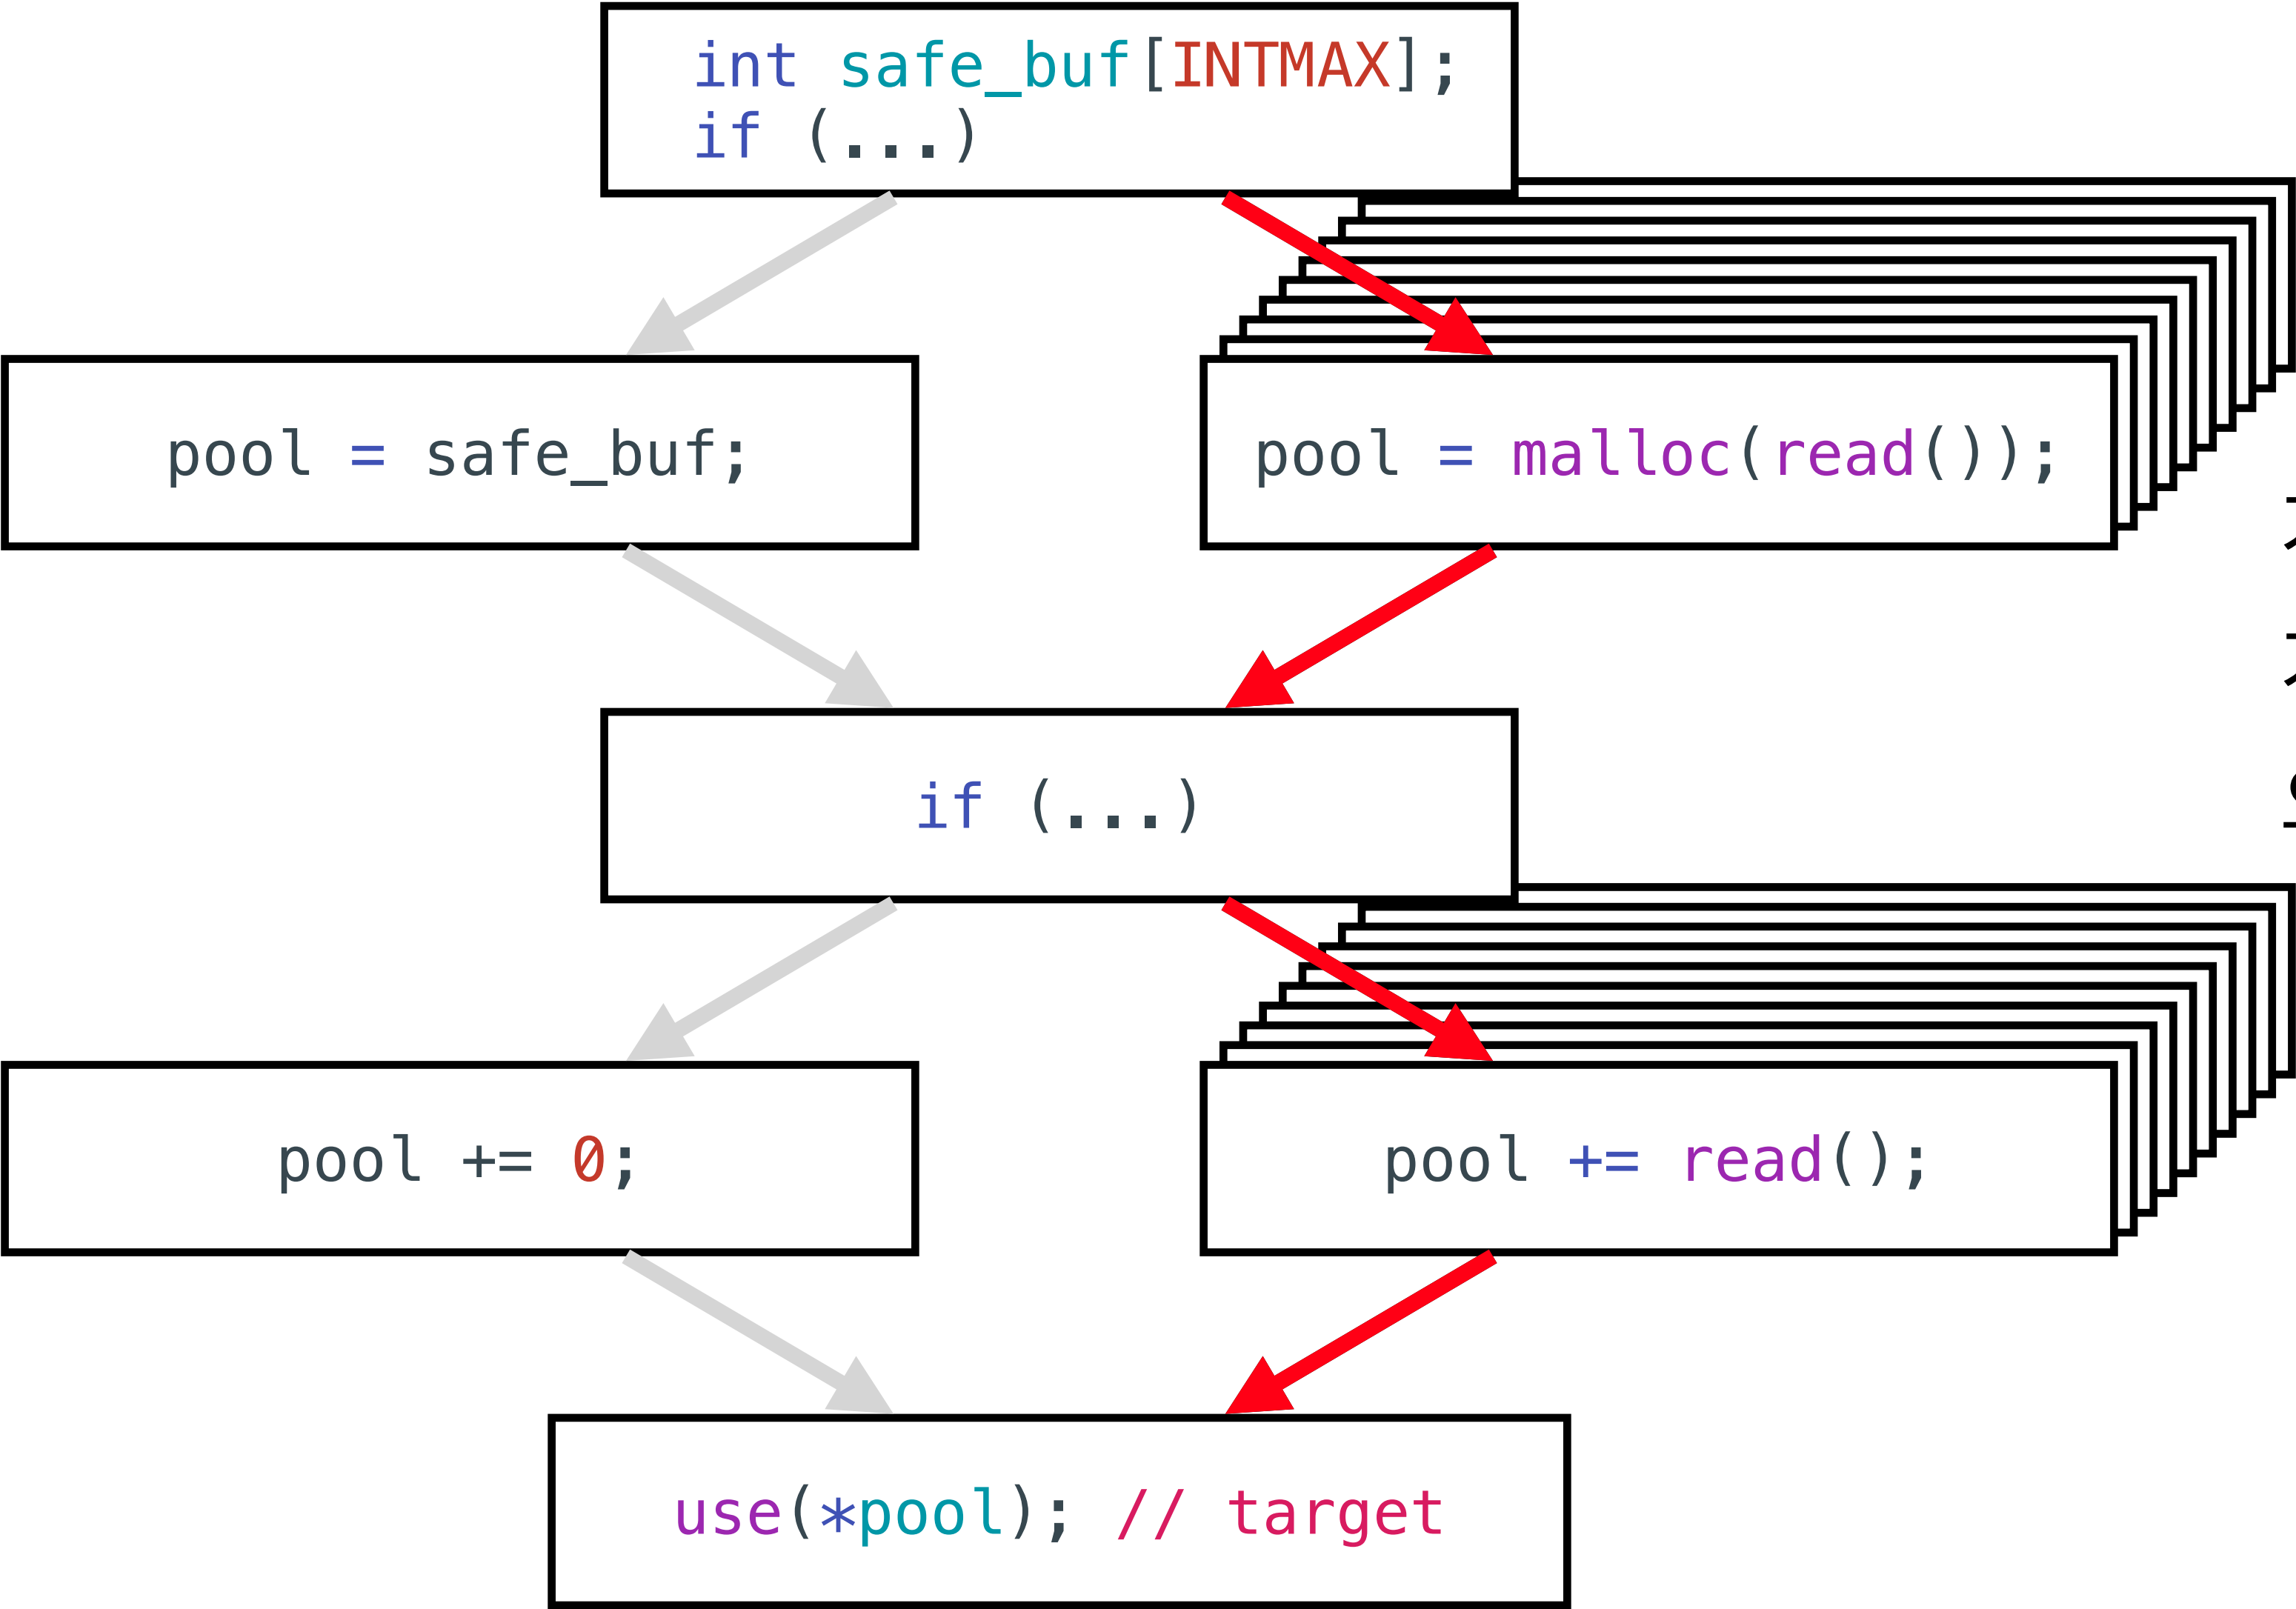 int safe_buf[INTMAX];
if (...)
pool = safe_buf;
pool = malloc(read());
if (...)
pool += 0;
pool += read();
use(*pool); // target